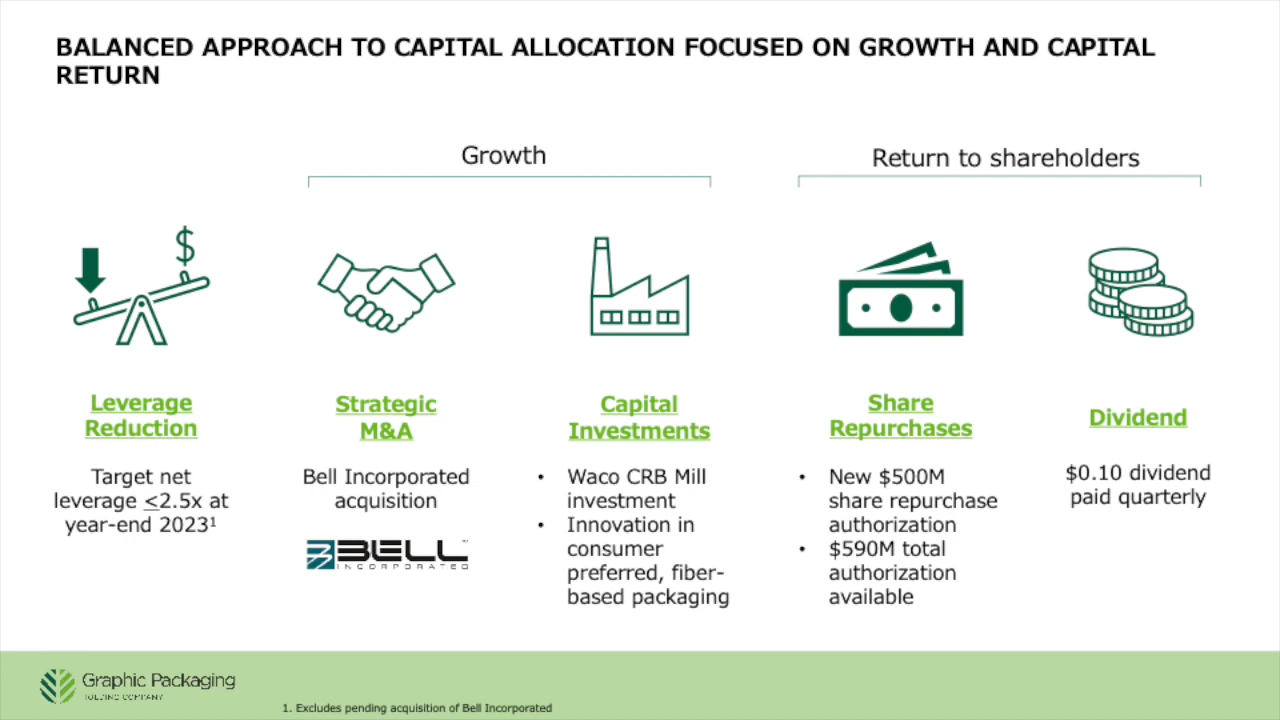 BALANCED APPROACH TO CAPITAL ALLOCATION FOCUSED ON GROWTH AND CAPITAL
RETURN
Growth
Return to shareholders
$
Leverage
Reduction
Target net
leverage <2.5x at
year-end 2023¹
Strategic
M&A
Bell Incorporated
acquisition
BELL
INCORPORATED
Capital
Investments
• Waco CRB Mill
investment
• Innovation in
consumer
preferred, fiber-
based packaging
Share
Repurchases
• New $500M
share repurchase
authorization
• $590M total
authorization
available
Dividend
$0.10 dividend
paid quarterly
Graphic Packaging
HOLDING COMPANY
1. Excludes pending acquisition of Bell Incorporated